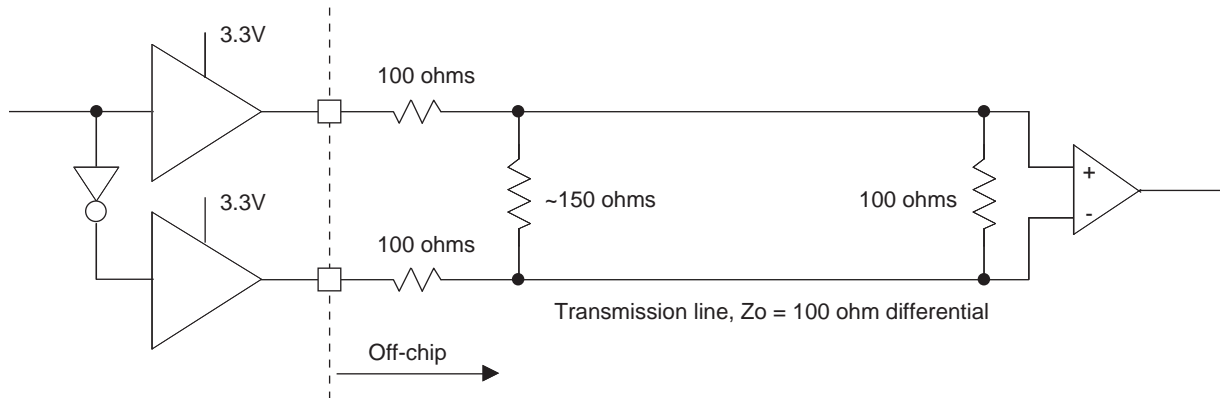 3.3V
100 ohms
3.3V
~150 ohms
100 ohms
+
-
100 ohms
Transmission line, Zo = 100 ohm differential
Off-chip